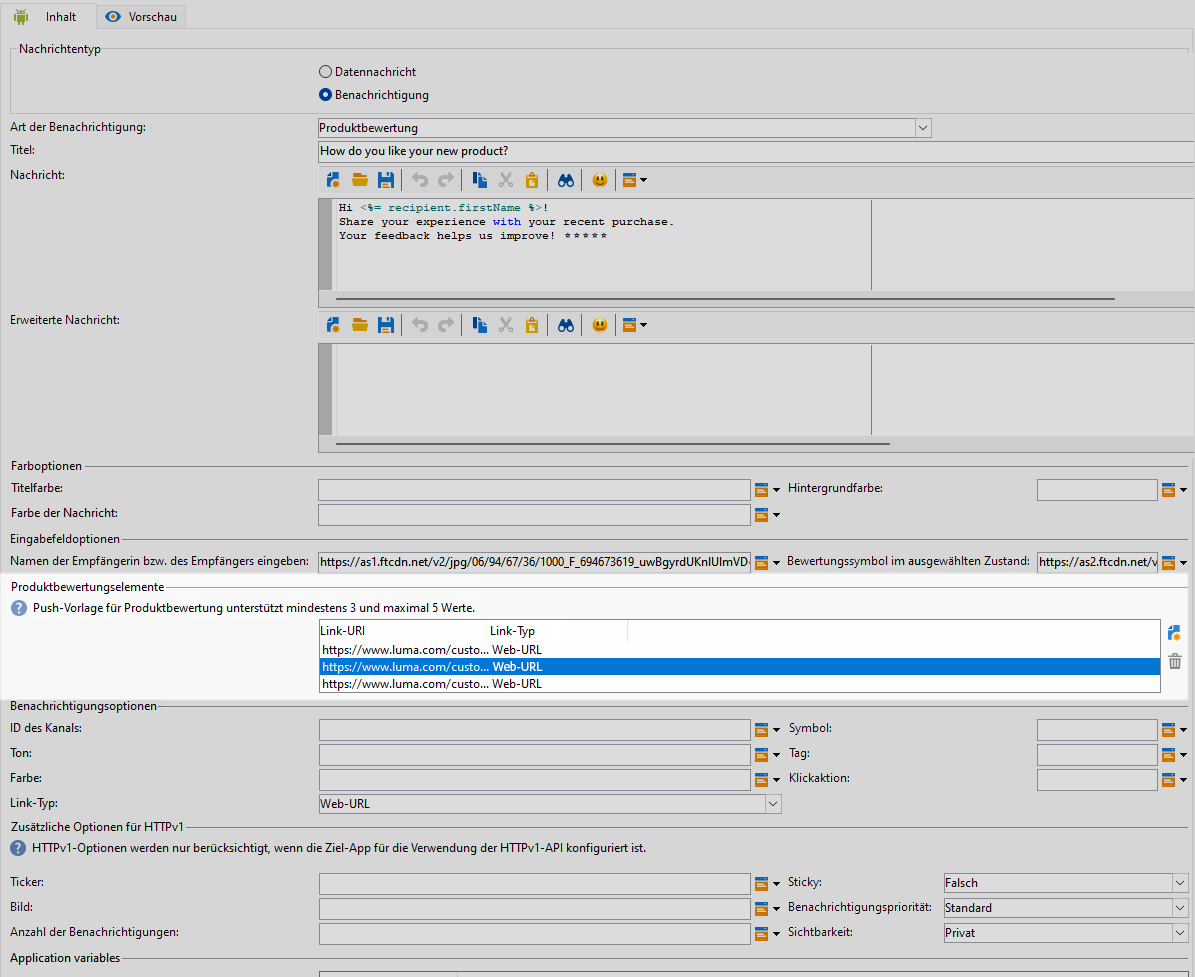 Inhalt
Vorschau
Nachrichtentyp
Datennachricht
Benachrichtigung
Art der Benachrichtigung:
Produktbewertung
Titel:
How do you like your new product?
Nachricht:
Hi <%= recipient.firstName %>!
Share your experience with your recent purchase.
Your feedback helps us improve! *****
Erweiterte Nachricht:
Farboptionen
Titelfarbe:
Hintergrundfarbe:
Farbe der Nachricht:
Eingabefeldoptionen
Namen der Empfängerin bzw. des Empfängers eingeben:
https://as1.ftcdn.net/v2/jpg/06/94/67/36/1000_F_694673619_uwBgyrdUKnIUImVD
Bewertungssymbol im ausgewählten Zustand:
https://as2.ftcdn.net/v
Produktbewertungselemente
Push-Vorlage für Produktbewertung unterstützt mindestens 3 und maximal 5 Werte.
Link-URI Link-Typ
https://www.luma.com/custo... Web-URL
https://www.luma.com/custo... Web-URL
https://www.luma.com/custo... Web-URL
Benachrichtigungsoptionen
ID des Kanals:
Symbol:
Ton:
Tag:
Farbe:
Klickaktion:
Link-Typ:
Web-URL
Zusätzliche Optionen für HTTPv1
HTTPv1-Optionen werden nur berücksichtigt, wenn die Ziel-App für die Verwendung der HTTPv1-API konfiguriert ist.
Ticker:
Sticky:
Falsch
Bild:
Benachrichtigungspriorität:
Standard
Anzahl der Benachrichtigungen:
Sichtbarkeit:
Privat
Application variables